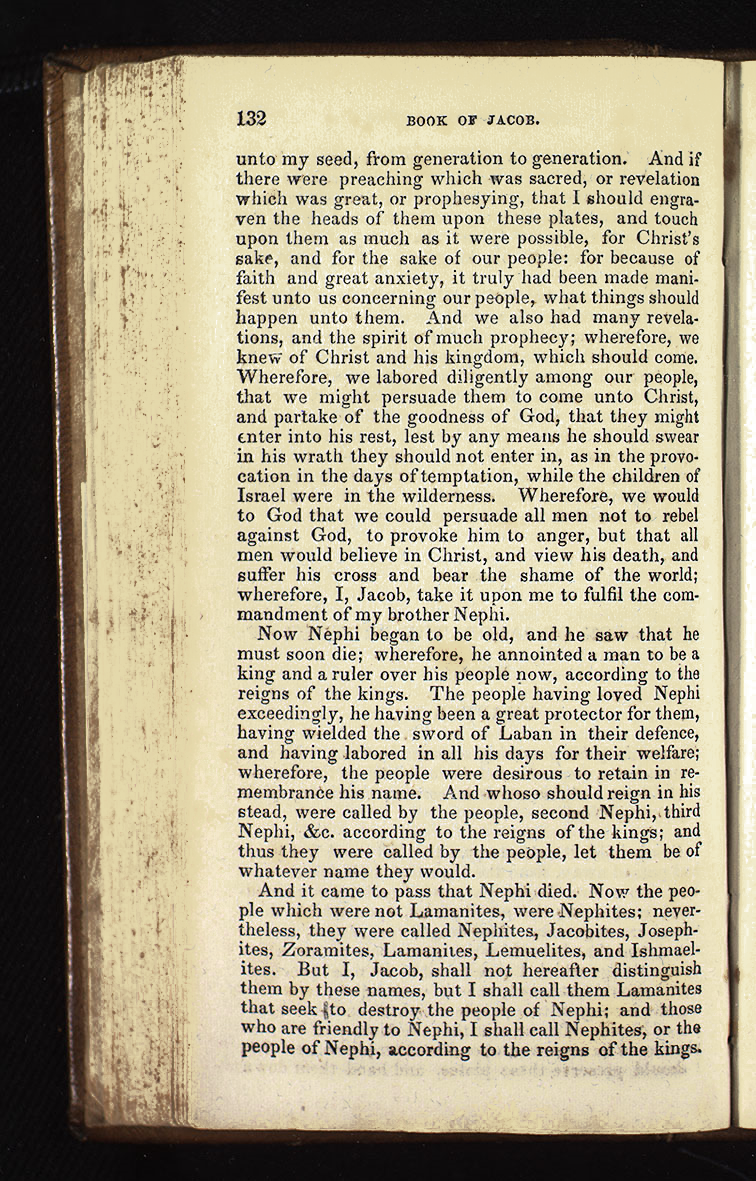 132 BOOK OF JACOB.
unto my seed, from generation to generation. And if
there were preaching which was sacred, or revelation
which was great, or prophesying, that I should engra-
ven the heads of them upon these plates, and touch
upon them as much as it were possible, for Christ's
sake, and for the sake of our people: for because of
faith and great anxiety, it truly had been made mani-
fest unto us concerning our people, what things should
happen unto them. And we also had many revela-
tions, and the spirit of much prophecy; wherefore, we
knew of Christ and his kingdom, which should come.
Wherefore, we labored diligently among our people,
that we might persuade them to come unto Christ,
and partake of the goodness of God, that they might
enter into his rest, lest by any means he should swear
in his wrath they should not enter in, as in the provo-
cation in the days of temptation, while the children of
Israel were in the wilderness. Wherefore, we would
to God that we could persuade all men not to rebel
against God, to provoke him to anger, but that all
men would believe in Christ, and view his death, and
suffer his cross and bear the shame of the world;
wherefore, I, Jacob, take it upon me to fulfil the com-
mandment of my brother Nephi.
Now Nephi began to be old, and he saw that he
must soon die; wherefore, he annointed a man to be a
king and a ruler over his people now, according to the
reigns of the kings. The people having loved Nephi
exceedingly, he having been a great protector for them,
having wielded the sword of Laban in their defence,
and having labored in all his days for their welfare;
wherefore, the people were desirous to retain in re-
membrance his name. And whoso should reign in his
stead, were called by the people, second Nephi, third
Nephi, &c. according to the reigns of the kings; and
thus they were called by the people, let them be of
whatever name they would.
And it came to pass that Nephi died. Now the peo-
ple which were not Lamanites, were Nephites; never-
theless, they were called Nephites, Jacobites, Joseph-
ites, Zoramites, Lamanites, Lemuelites, and Ishmael-
ites. But I, Jacob, shall not hereafter distinguish
them by these names, but I shall call them Lamanites
that seek to destroy the people of Nephi; and those
who are friendly to Nephi, I shall call Nephites, or the
people of Nephi, according to the reigns of the kings.